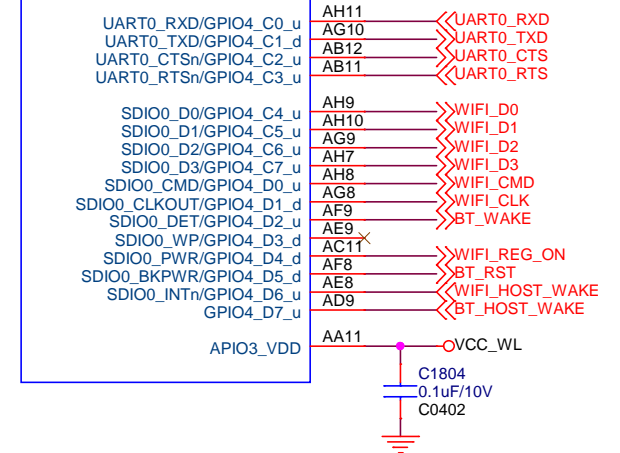 UART0_RXD/GPIO4_C0_u AH11 UART0_RXD
UART0_TXD/GPIO4_C1_d AG10 UART0_TXD
UART0_CTSn/GPIO4_C2_u AB12 UART0_CTS
UART0_RTSn/GPIO4_C3_u AB11 UART0_RTS
SDIO0_D0/GPIO4_C4_u AH9 WIFI_D0
SDIO0_D1/GPIO4_C5_u AH10 WIFI_D1
SDIO0_D2/GPIO4_C6_u AG9 WIFI_D2
SDIO0_D3/GPIO4_C7_u AH7 WIFI_D3
SDIO0_CMD/GPIO4_D0_u AH8 WIFI_CMD
SDIO0_CLKOUT/GPIO4_D1_d AG8 WIFI_CLK
SDIO0_DET/GPIO4_D2_u AF9 BT_WAKE
SDIO0_WP/GPIO4_D3_d AE9
SDIO0_PWR/GPIO4_D4_d AC11 WIFI_REG_ON
SDIO0_BKPWR/GPIO4_D5_d AF8 BT_RST
SDIO0_INTn/GPIO4_D6_u AE8 WIFI_HOST_WAKE
GPIO4_D7_u AD9 BT_HOST_WAKE
APIO3_VDD AA11 VCC_WL
C1804
0.1uF/10V
C0402